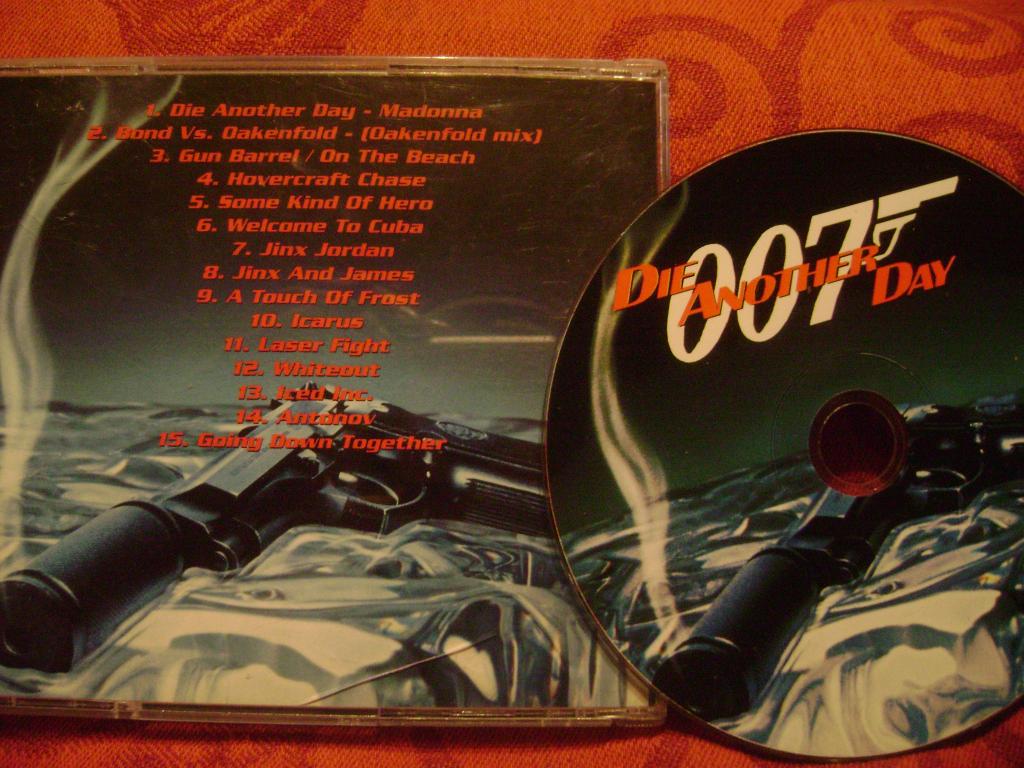 1. Die Another Day - Madonna
2. Bond Vs. Oakenfold - (Oakenfold mix)
3. Gun Barrel / On The Beach
4. Hovercraft Chase
5. Some Kind Of Hero
6. Welcome To Cuba
7. Jinx Jordan
8. Jinx And James
9. A Touch Of Frost
10. Icarus
11. Laser Fight
12. Whiteout
13. Iced Inc.
14. Antonov
15. Going Down Together
007
Die Another Day